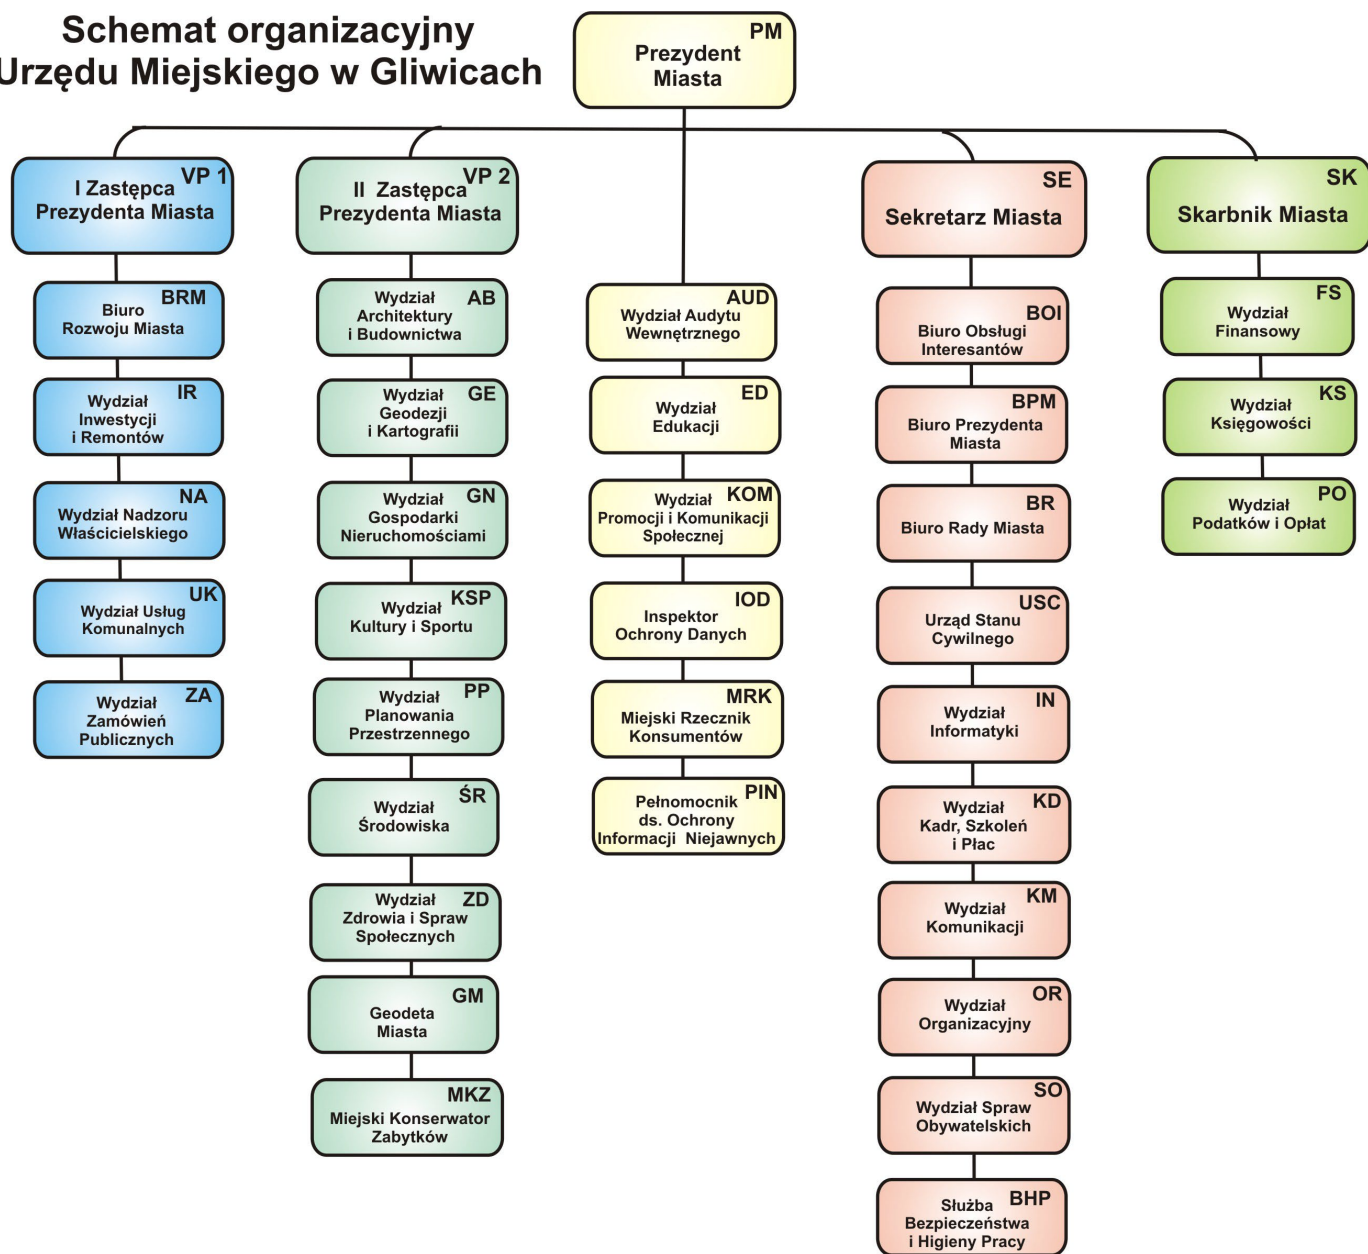 Schemat organizacyjny
Urzędu Miejskiego w Gliwicach
PM
Prezydent
Miasta
VP 1
I Zastępca
Prezydenta Miasta
BRM
Biuro
Rozwoju Miasta
IR
Wydział
Inwestycji
i Remontów
NA
Wydział Nadzoru
Właścicielskiego
UK
Wydział Usług
Komunalnych
ZA
Wydział
Zamówień
Publicznych
VP 2
II Zastępca
Prezydenta Miasta
AB
Wydział
Architektury
i Budownictwa
GE
Wydział
Geodezji
i Kartografii
GN
Wydział
Gospodarki
Nieruchomościami
KSP
Wydział
Kultury i Sportu
PP
Wydział
Planowania
Przestrzennego
ŚR
Wydział
Środowiska
ZD
Wydział
Zdrowia i Spraw
Społecznych
GM
Geodeta
Miasta
MKZ
Miejski Konserwator
Zabytków
AUD
Wydział Audytu
Wewnętrznego
ED
Wydział
Edukacji
KOM
Wydział
Promocji i Komunikacji
Społecznej
IOD
Inspektor
Ochrony Danych
MRK
Miejski Rzecznik
Konsumentów
PIN
Pełnomocnik
ds. Ochrony
Informacji Niejawnych
SE
Sekretarz Miasta
BOI
Biuro Obsługi
Interesantów
BPM
Biuro Prezydenta
Miasta
BR
Biuro Rady Miasta
USC
Urząd Stanu
Cywilnego
IN
Wydział
Informatyki
KD
Wydział
Kadr, Szkoleń
i Płac
KM
Wydział
Komunikacji
OR
Wydział
Organizacyjny
SO
Wydział Spraw
Obywatelskich
BHP
Służba
Bezpieczeństwa
i Higieny Pracy
SK
Skarbnik Miasta
FS
Wydział
Finansowy
KS
Wydział
Księgowości
PO
Wydział
Podatków i Opłat